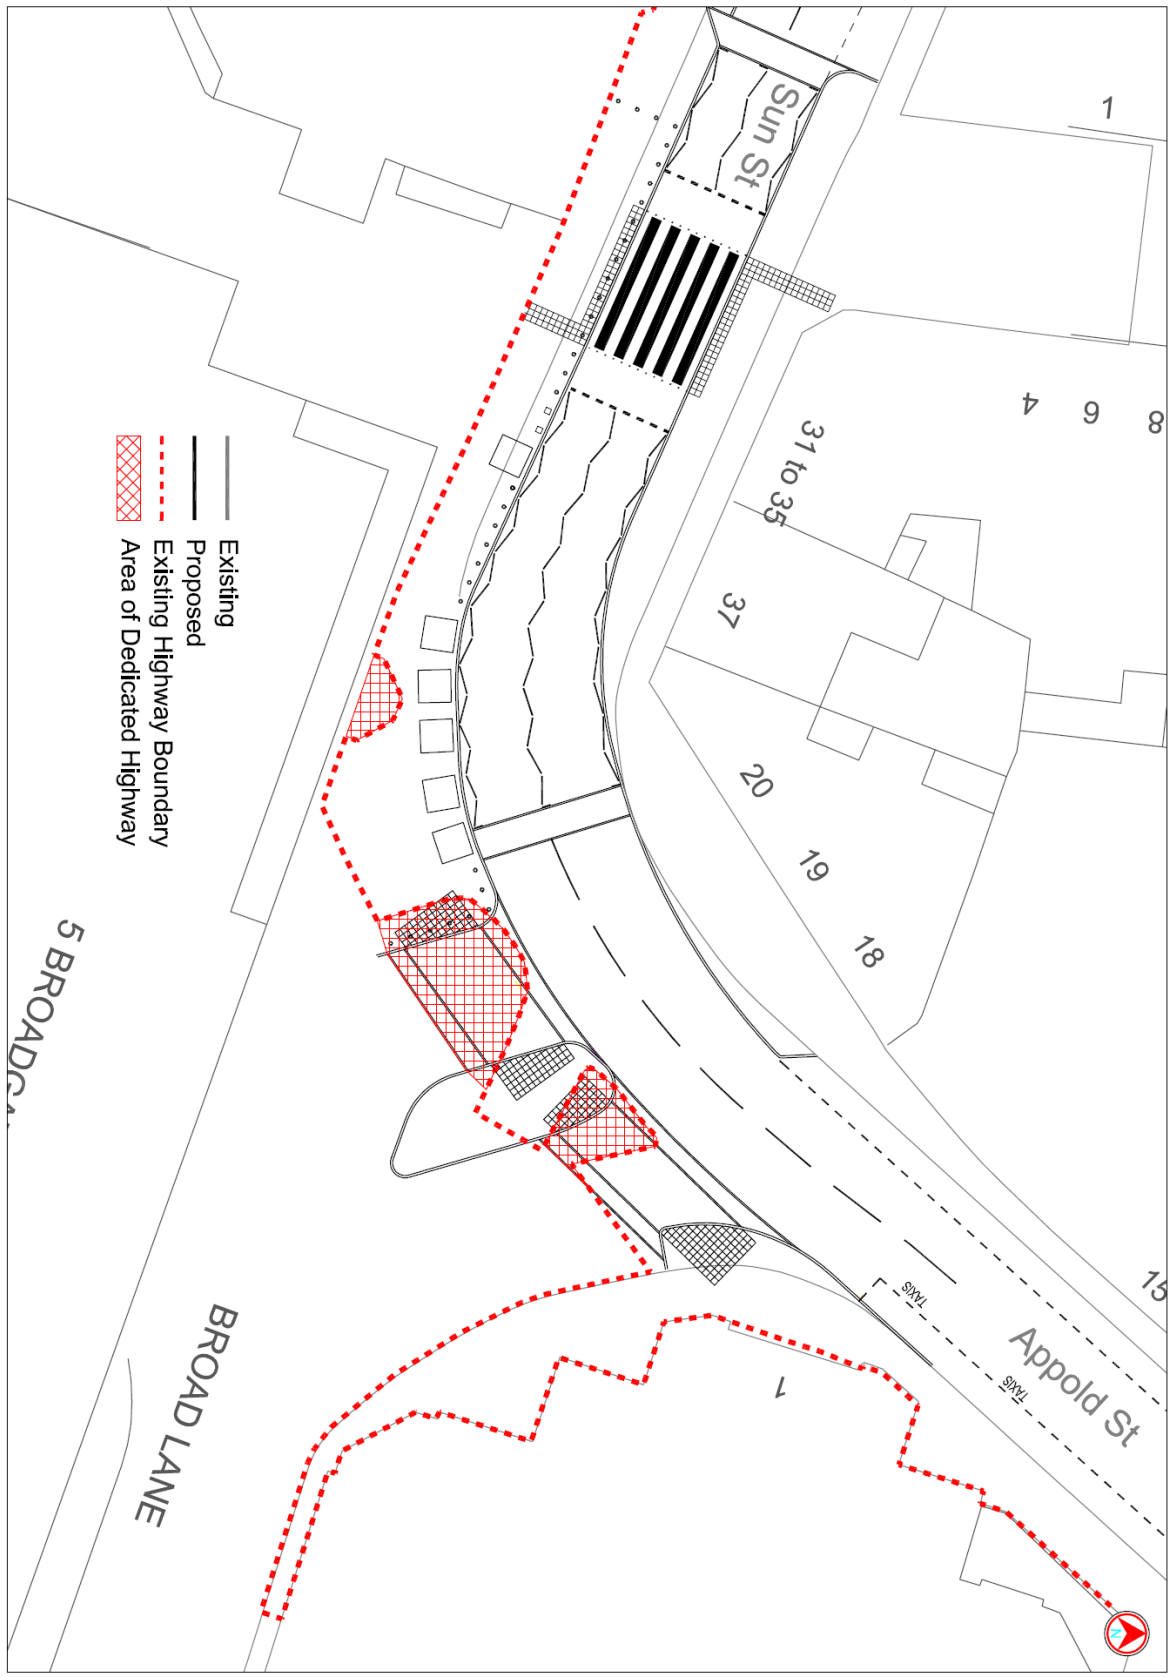 Sun St
1
4
6
8
31 to 35
37
20
19
18
15
TAXIS
TAXIS
Appold St
1
Existing
Proposed
Existing Highway Boundary
Area of Dedicated Highway
5 BROADGA
BROAD LANE
N